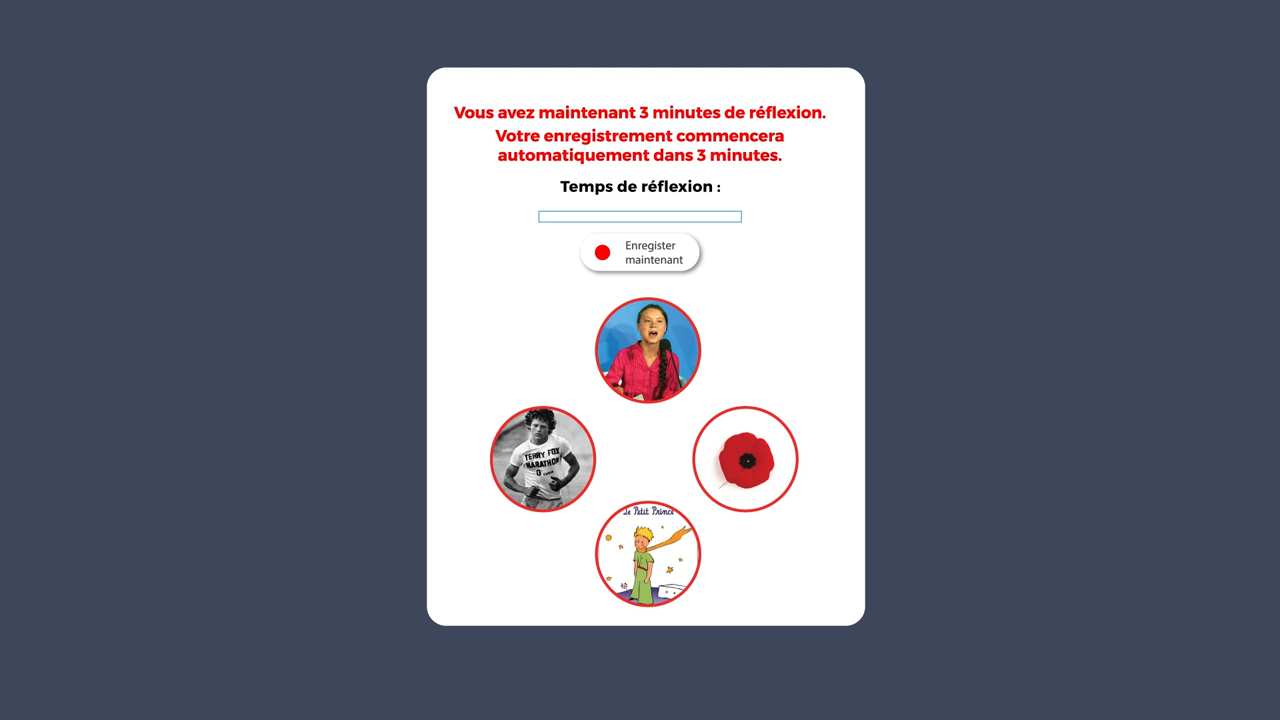 Vous avez maintenant 3 minutes de réflexion.
Votre enregistrement commencera
automatiquement dans 3 minutes.
Temps de réflexion :
Enregister
maintenant
TERRY FOX
MARATHON
Le Petit Prince